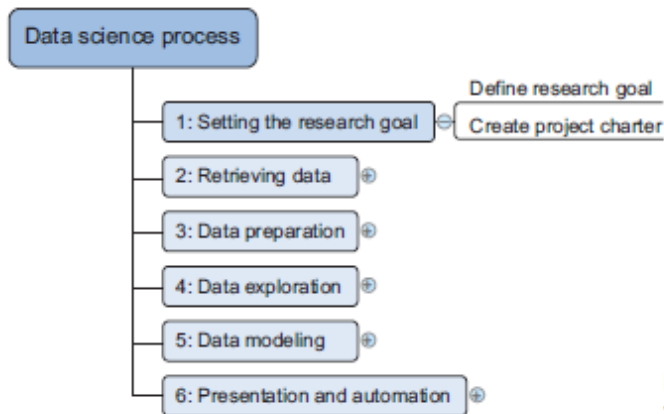 Data science process
Define research goal
1: Setting the research goal
Create project charter
2: Retrieving data
3: Data preparation
4: Data exploration
5: Data modeling
6: Presentation and automation